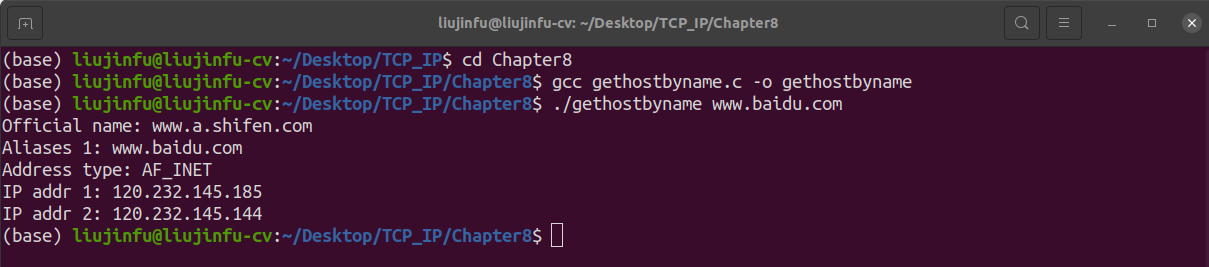 liujinfu@liujinfu-cv: ~/Desktop/TCP_IP/Chapter8
(base) liujinfu@liujinfu-cv:~/Desktop/TCP_IP$ cd Chapter8
(base) liujinfu@liujinfu-cv:~/Desktop/TCP_IP/Chapter8$ gcc gethostbyname.c -o gethostbyname
(base) liujinfu@liujinfu-cv:~/Desktop/TCP_IP/Chapter8$ ./gethostbyname www.baidu.com
Official name: www.a.shifen.com
Aliases 1: www.baidu.com
Address type: AF_INET
IP addr 1: 120.232.145.185
IP addr 2: 120.232.145.144
(base) liujinfu@liujinfu-cv:~/Desktop/TCP_IP/Chapter8$